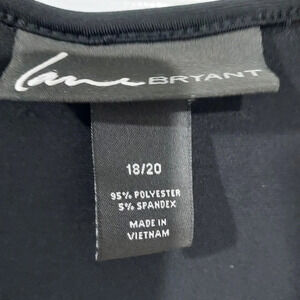 Lane BRYANT
18/20
95% POLYESTER
5% SPANDEX
MADE IN
VIETNAM